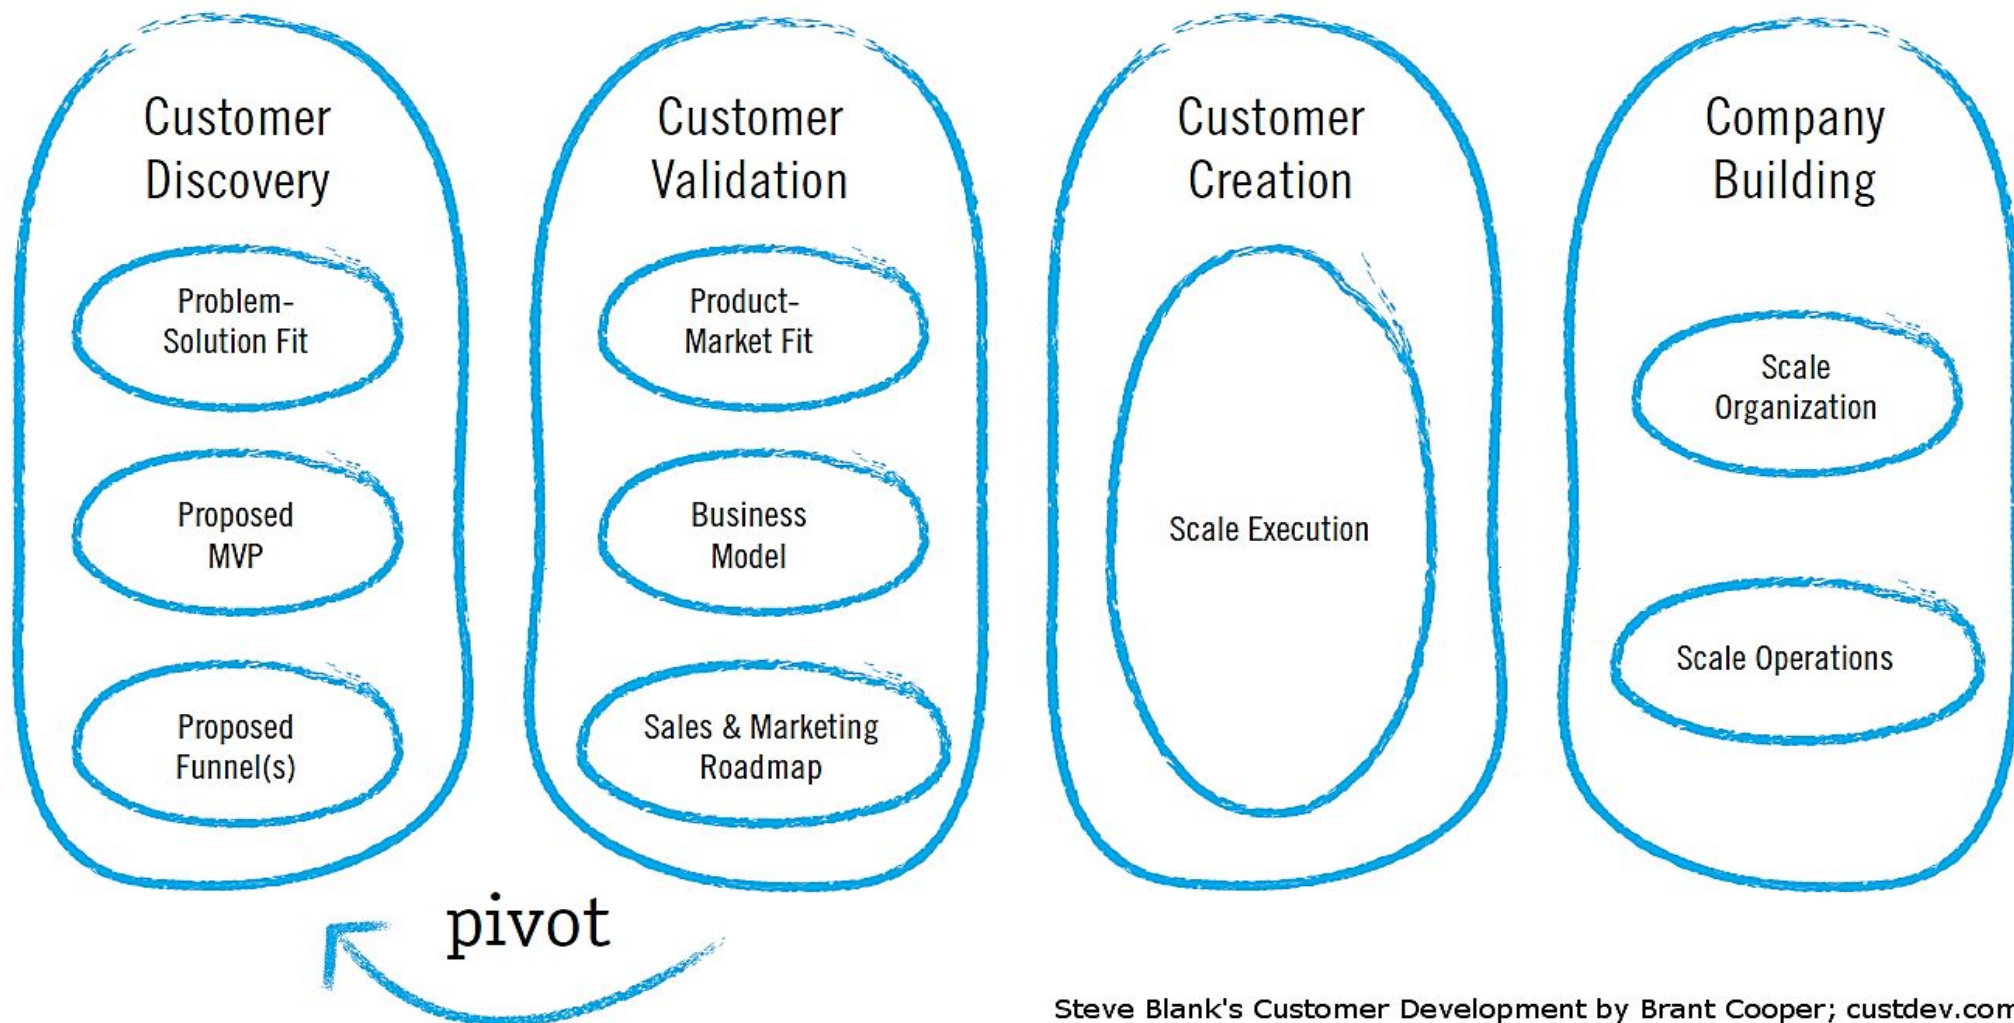 Customer
Discovery
Problem-
Solution Fit
Proposed
MVP
Proposed
Funnel(s)
Customer
Validation
Product-
Market Fit
Business
Model
Sales & Marketing
Roadmap
Customer
Creation
Scale Execution
Company
Building
Scale
Organization
Scale Operations
pivot
Steve Blank's Customer Development by Brant Cooper; custdev.com